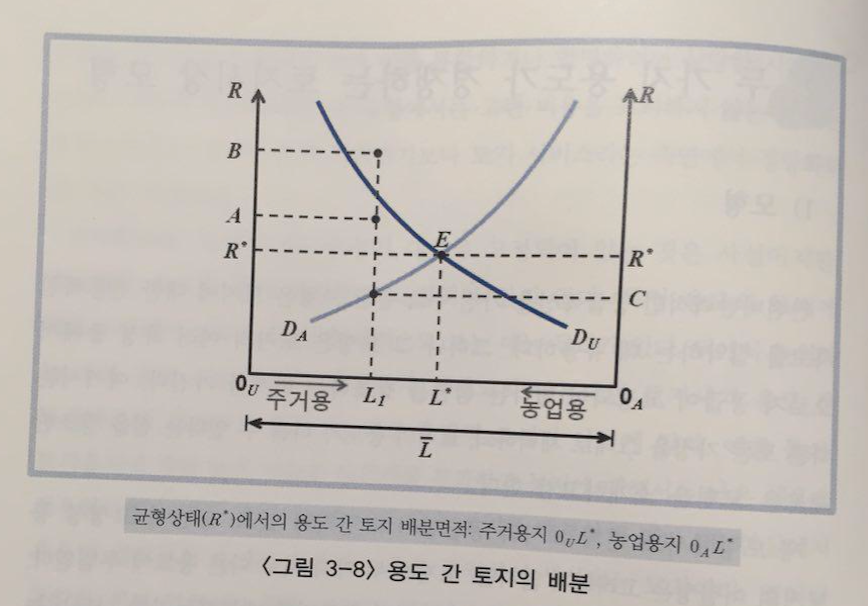 R
R
B
A
R*
E
R*
C
D_A
D_U
0_U
주거용
L_1
L*
농업용
0_A
L̅
균형상태(R*)에서의 용도 간 토지 배분면적: 주거용지 0_U L*, 농업용지 0_A L*
〈그림 3-8〉 용도 간 토지의 배분